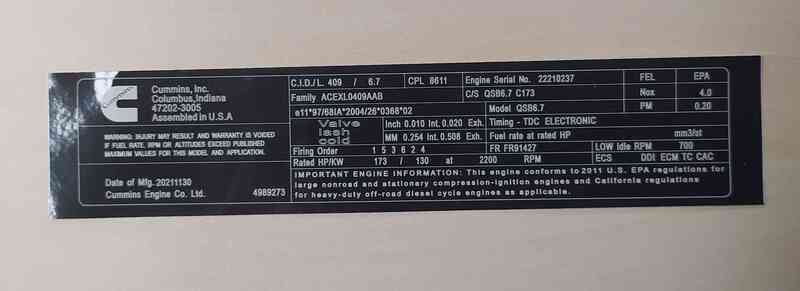 Cummins
Cummins, Inc.
Columbus, Indiana
47202-3005
Assembled in U.S.A
WARNING: INJURY MAY RESULT AND WARRANTY IS VOIDED
IF FUEL RATE, RPM OR ALTITUDES EXCEED PUBLISHED
MAXIMUM VALUES FOR THIS MODEL AND APPLICATION.
Date of Mfg. 20211130
Cummins Engine Co. Ltd. 4989273
C.I.D./L. 409 / 6.7 CPL 8611 Engine Serial No. 22210237 FEL EPA
Family ACEXL0409AAB C/S QSB6.7 C173 Nox 4.0
e11*97/68IA*2004/26*0366*02 Model QSB6.7 PM 0.20
Valve lash cold Inch 0.010 Int. 0.020 Exh. Timing - TDC ELECTRONIC
MM 0.254 Int. 0.508 Exh. Fuel rate at rated HP mm3/st
Firing Order 1 5 3 6 2 4 FR FR91427 LOW Idle RPM 700
Rated HP/KW 173 / 130 at 2200 RPM ECS DDI ECM TC CAC
IMPORTANT ENGINE INFORMATION: This engine conforms to 2011 U.S. EPA regulations for
large nonroad and stationary compression-ignition engines and California regulations
for heavy-duty off-road diesel cycle engines as applicable.